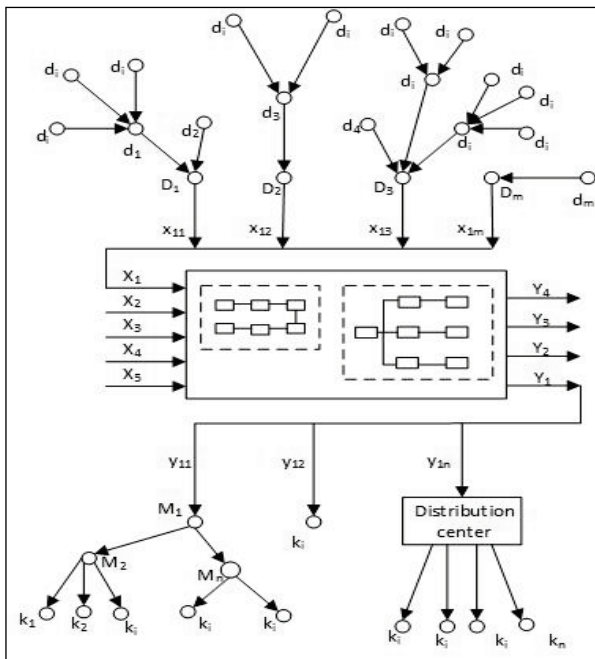 dᵢ dᵢ dᵢ dᵢ
dᵢ dᵢ dᵢ dᵢ
d₃ dᵢ
dᵢ d₁ d₂ d₄ dᵢ dᵢ
D₁ D₂ D₃ Dₘ dₘ
x₁₁ x₁₂ x₁₃ x₁ₘ
X₁ Y₄
X₂ Y₃
X₃ Y₂
X₄ Y₁
X₅
y₁₁ y₁₂ y₁ₙ
M₁ Distribution
center
kᵢ
M₂ Mₙ
k₁ k₂ kᵢ kᵢ kᵢ kᵢ kᵢ kᵢ kₙ